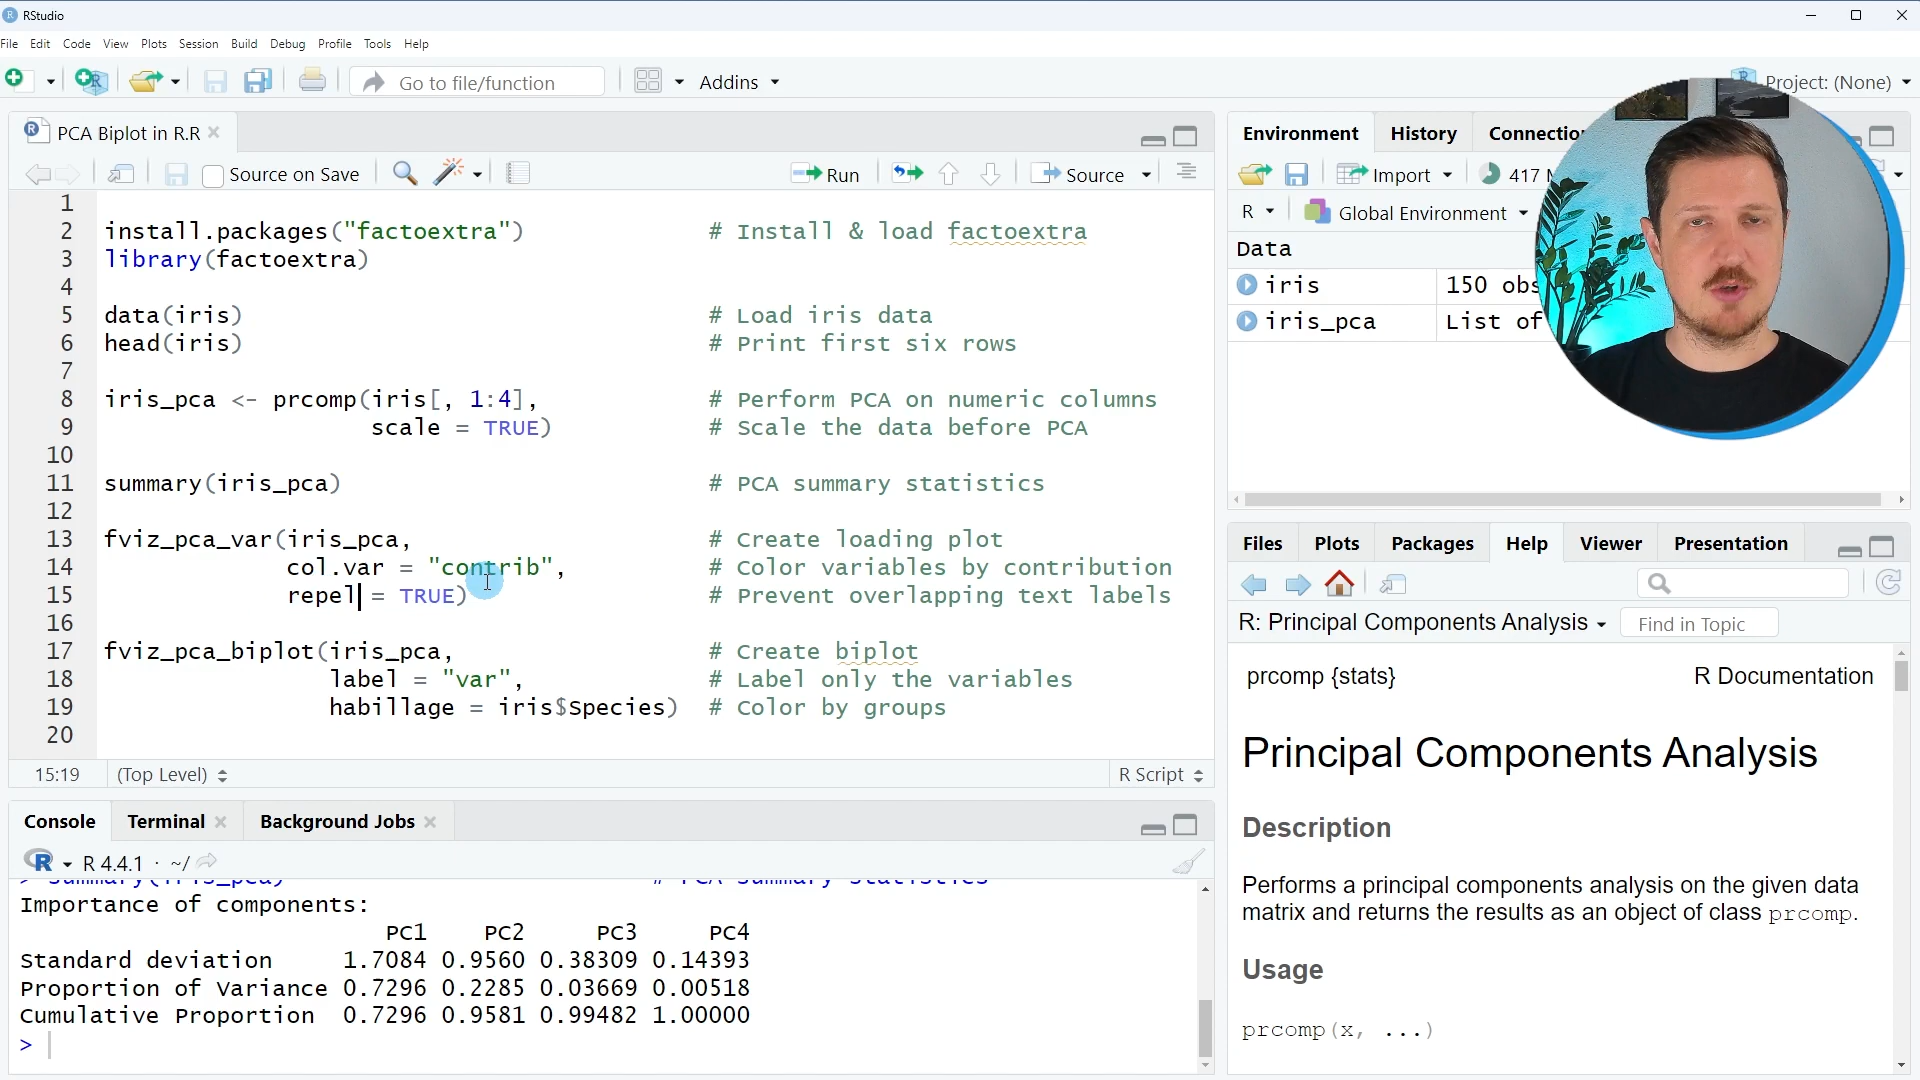 RStudio
File Edit Code View Plots Session Build Debug Profile Tools Help
Go to file/function Addins Project: (None)
PCA Biplot in R.R
Source on Save Run Source
1
2 install.packages("factoextra") # Install & load factoextra
3 library(factoextra)
4
5 data(iris) # Load iris data
6 head(iris) # Print first six rows
7
8 iris_pca <- prcomp(iris[, 1:4], # Perform PCA on numeric columns
9 scale = TRUE) # Scale the data before PCA
10
11 summary(iris_pca) # PCA summary statistics
12
13 fviz_pca_var(iris_pca, # Create loading plot
14 col.var = "contrib", # Color variables by contribution
15 repel = TRUE) # Prevent overlapping text labels
16
17 fviz_pca_biplot(iris_pca, # Create biplot
18 label = "var", # Label only the variables
19 habillage = iris$Species) # Color by groups
20
15:19 (Top Level) R Script
Console Terminal Background Jobs
R 4.4.1 · ~/
> summary(iris_pca) # PCA summary statistics
Importance of components:
PC1 PC2 PC3 PC4
Standard deviation 1.7084 0.9560 0.38309 0.14393
Proportion of Variance 0.7296 0.2285 0.03669 0.00518
Cumulative Proportion 0.7296 0.9581 0.99482 1.00000
>
Environment History Connectio
Import 417 M
R Global Environment
Data
iris 150 obs
iris_pca List of
Files Plots Packages Help Viewer Presentation
R: Principal Components Analysis Find in Topic
prcomp {stats} R Documentation
Principal Components Analysis
Description
Performs a principal components analysis on the given data
matrix and returns the results as an object of class prcomp.
Usage
prcomp(x, ...)